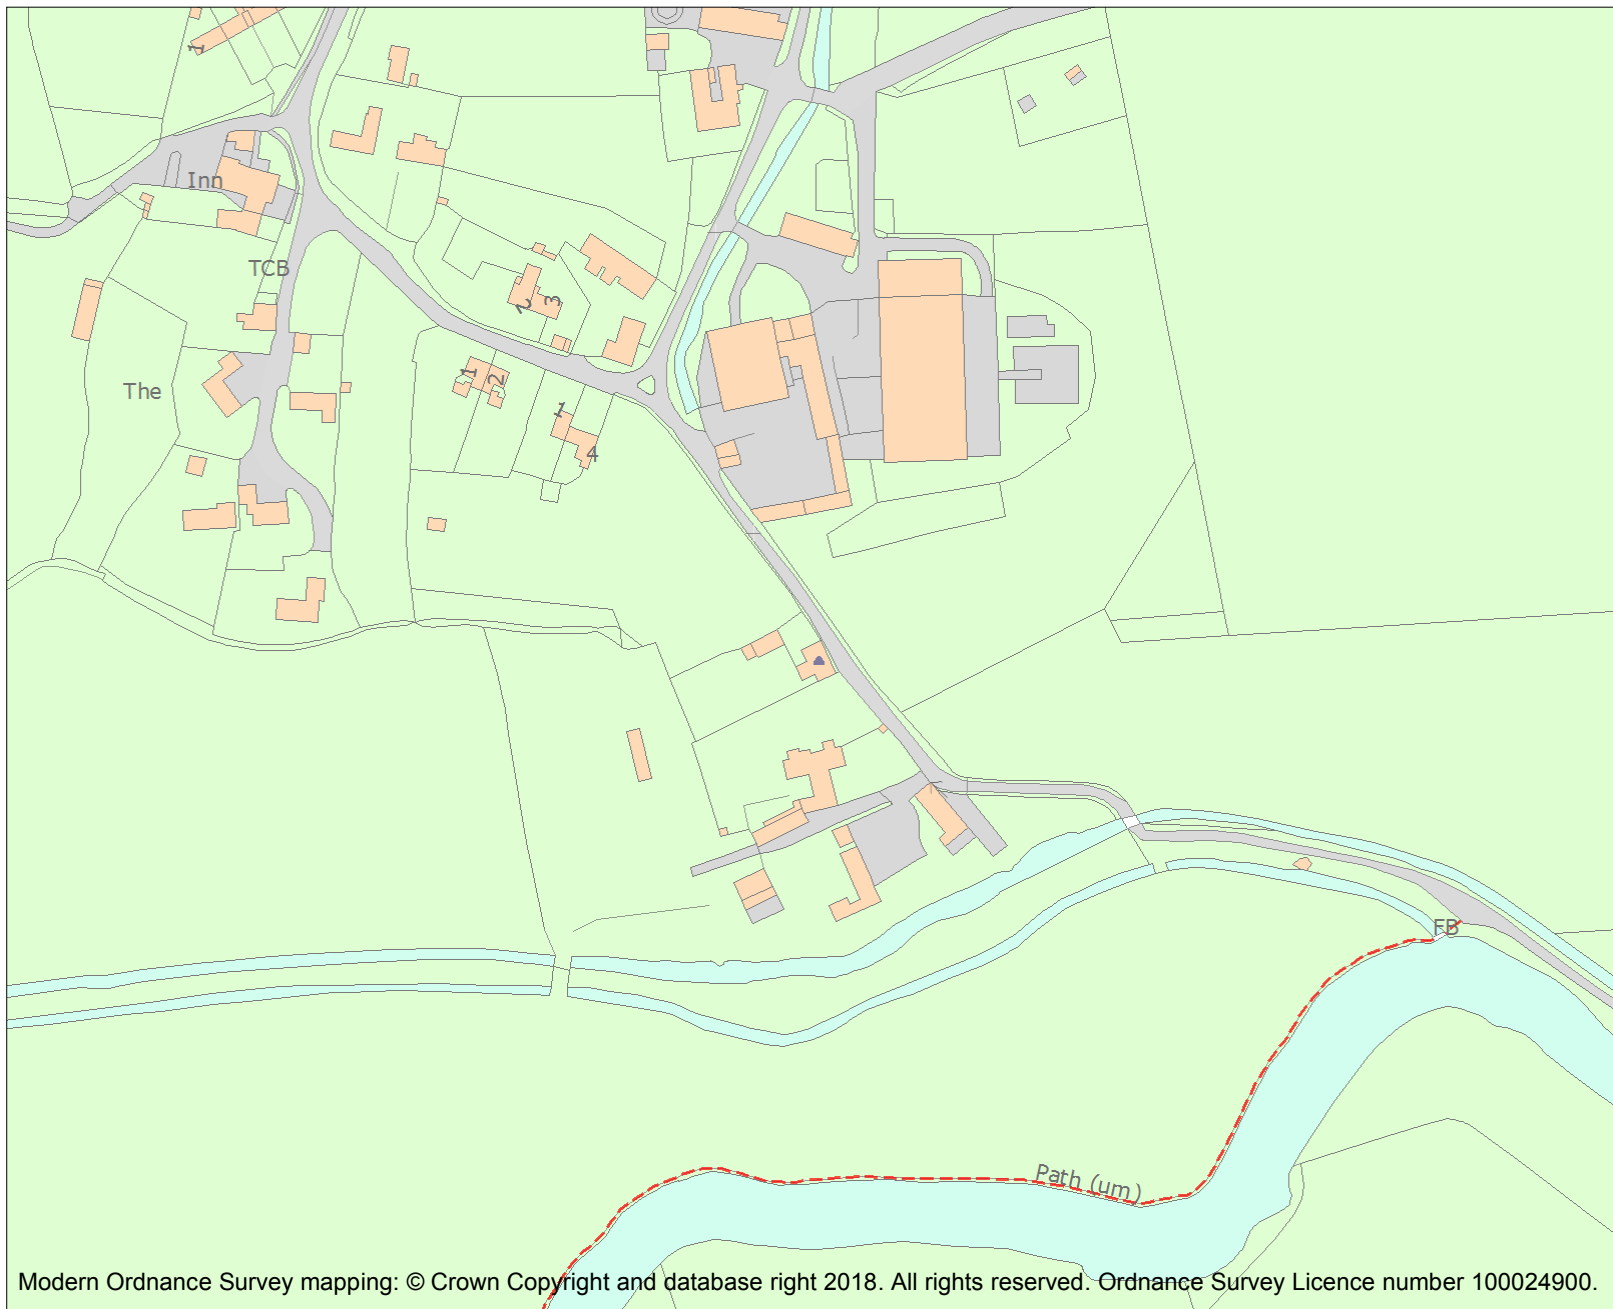 1
Inn
TCB
2
3
The
1
2
1
4
FB
Path (um)
Modern Ordnance Survey mapping: © Crown Copyright and database right 2018. All rights reserved. Ordnance Survey Licence number 100024900.